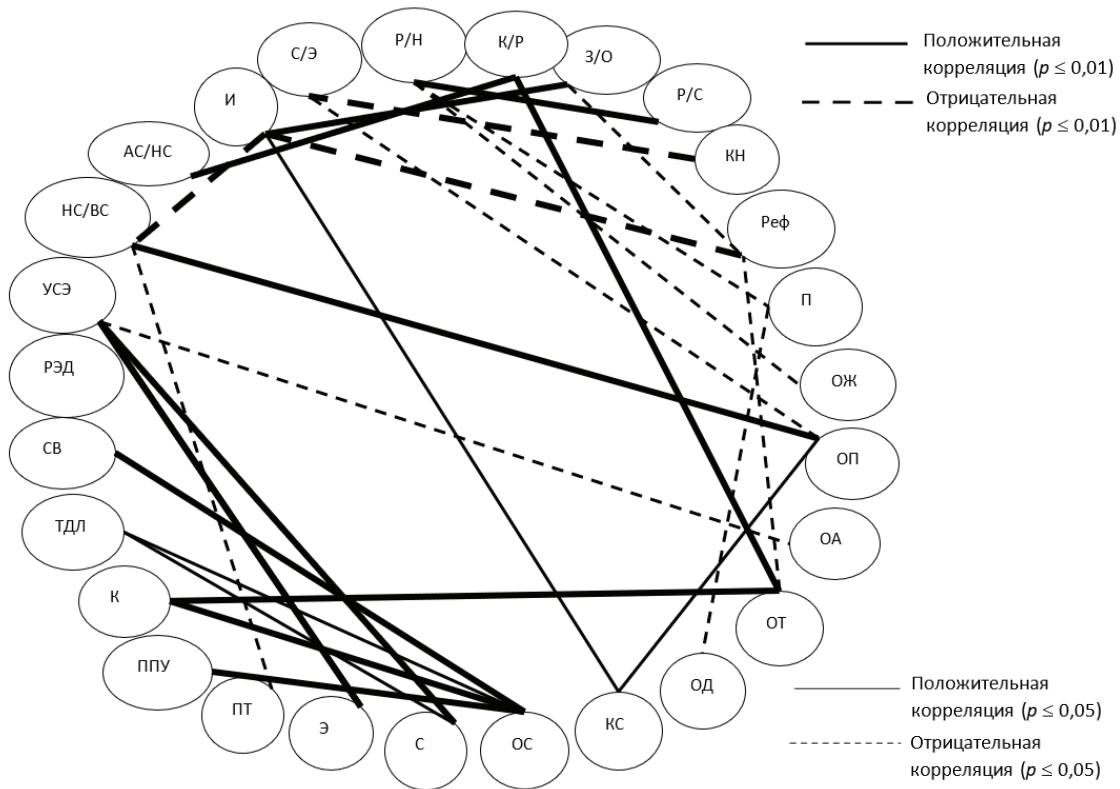 Р/Н
К/Р
С/Э
З/О
И
Р/С
АС/НС
КН
НС/ВС
Реф
УСЭ
П
РЭД
ОЖ
СВ
ОП
ТДЛ
ОА
К
ОТ
ППУ
ОД
ПТ
КС
Э
С
ОС
Положительная
корреляция (p ≤ 0,01)
Отрицательная
корреляция (p ≤ 0,01)
Положительная
корреляция (p ≤ 0,05)
Отрицательная
корреляция (p ≤ 0,05)